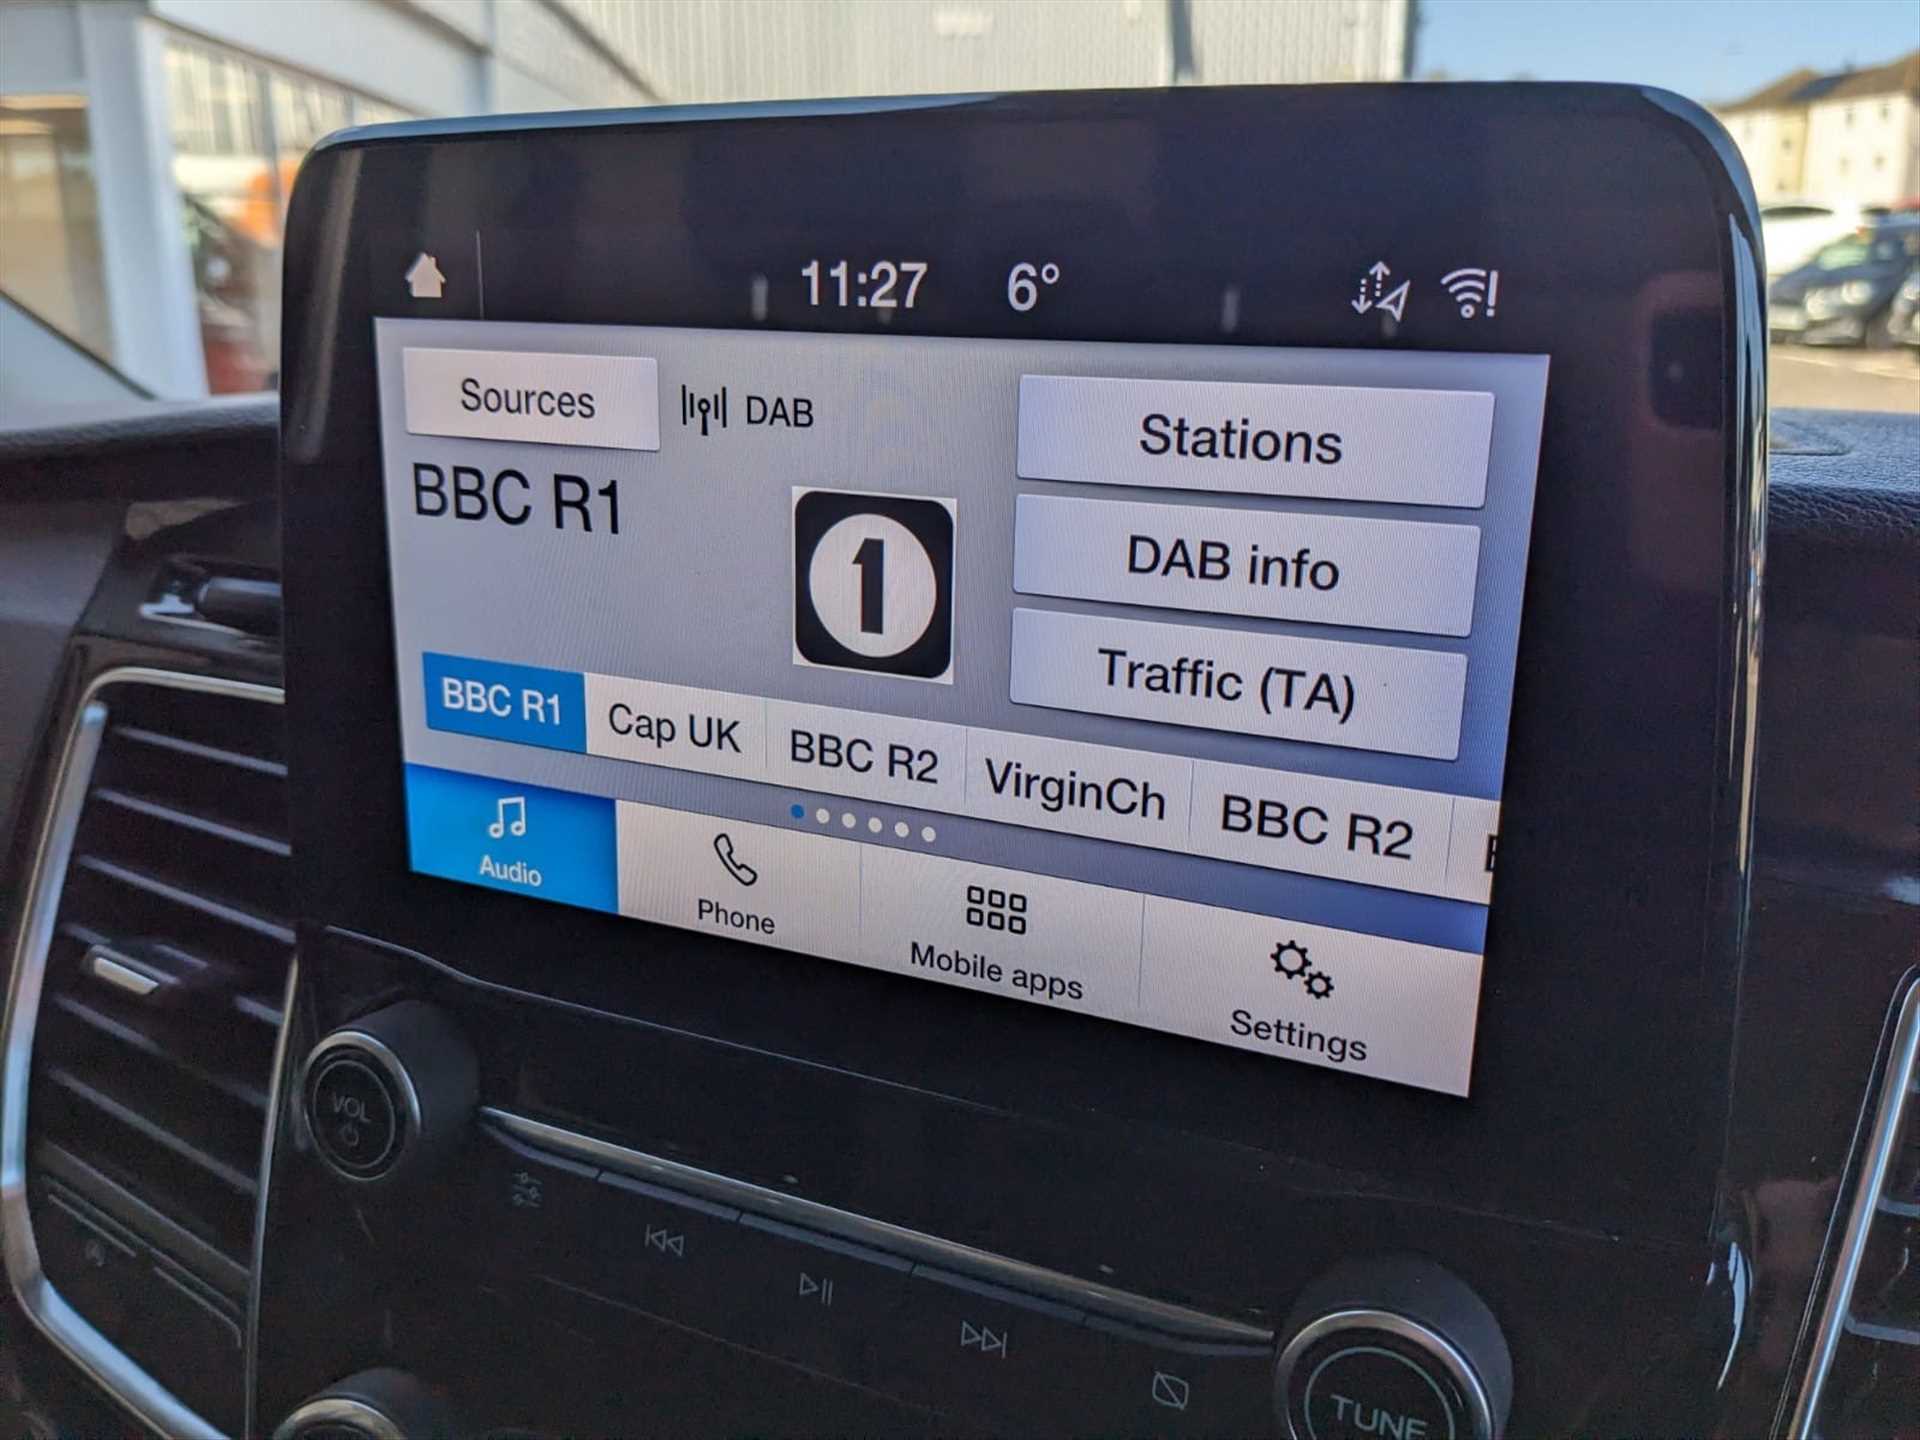 11:27 6°
Sources DAB
BBC R1
1
Stations
DAB info
Traffic (TA)
BBC R1 Cap UK BBC R2 VirginCh BBC R2
Audio Phone Mobile apps Settings
VOL
TUNE